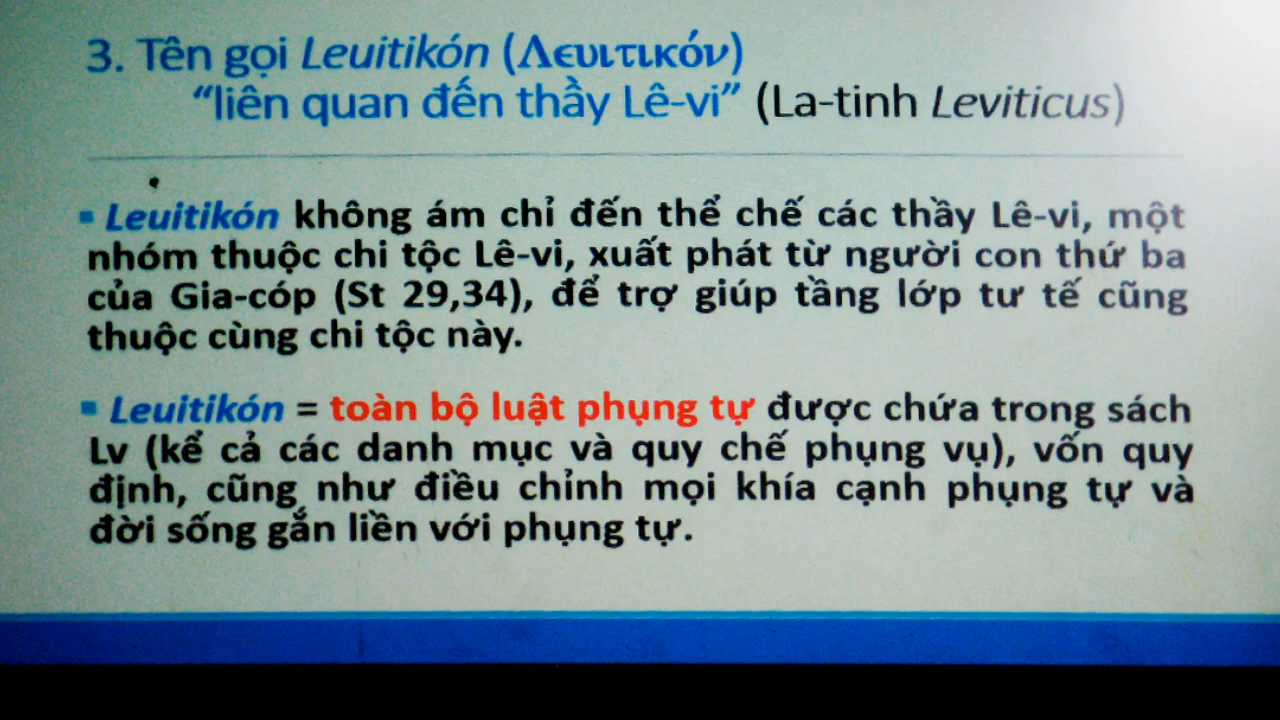 3. Tên gọi Leuitikón (Λευιτικόν)
“liên quan đến thầy Lê-vi” (La-tinh Leviticus)
▪ Leuitikón không ám chỉ đến thể chế các thầy Lê-vi, một
nhóm thuộc chi tộc Lê-vi, xuất phát từ người con thứ ba
của Gia-cóp (St 29,34), để trợ giúp tầng lớp tư tế cũng
thuộc cùng chi tộc này.
▪ Leuitikón = toàn bộ luật phụng tự được chứa trong sách
Lv (kể cả các danh mục và quy chế phụng vụ), vốn quy
định, cũng như điều chỉnh mọi khía cạnh phụng tự và
đời sống gắn liền với phụng tự.